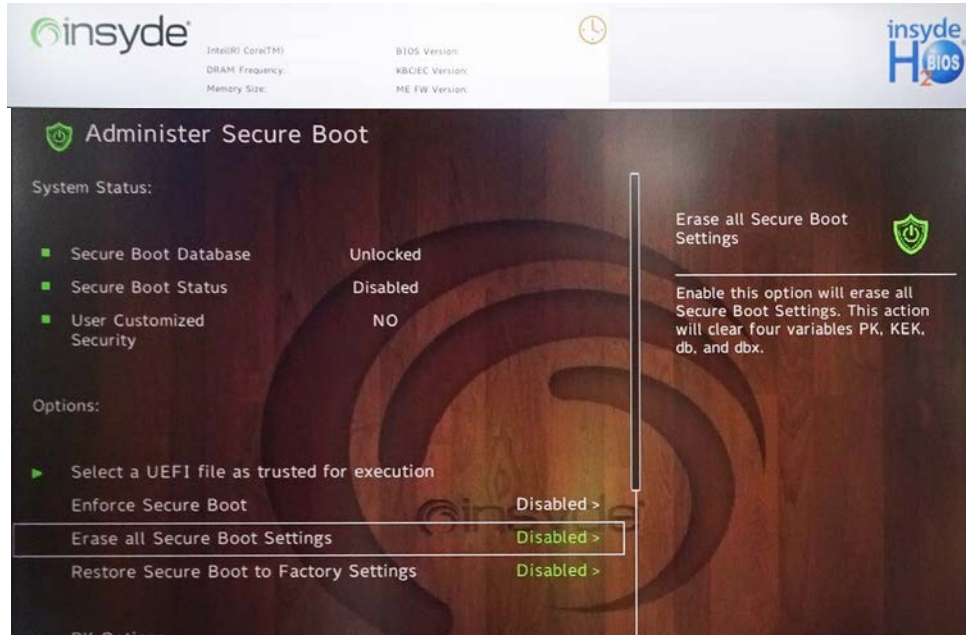 insyde
insyde
H2O BIOS
Intel(R) Core(TM)
BIOS Version:
DRAM Frequency:
KBC/EC Version:
Memory Size:
ME FW Version:
Administer Secure Boot
System Status:
Secure Boot Database Unlocked
Secure Boot Status Disabled
User Customized NO
Security
Options:
Select a UEFI file as trusted for execution
Enforce Secure Boot Disabled >
Erase all Secure Boot Settings Disabled >
Restore Secure Boot to Factory Settings Disabled >
Erase all Secure Boot
Settings
Enable this option will erase all
Secure Boot Settings. This action
will clear four variables PK, KEK,
db, and dbx.
insyde